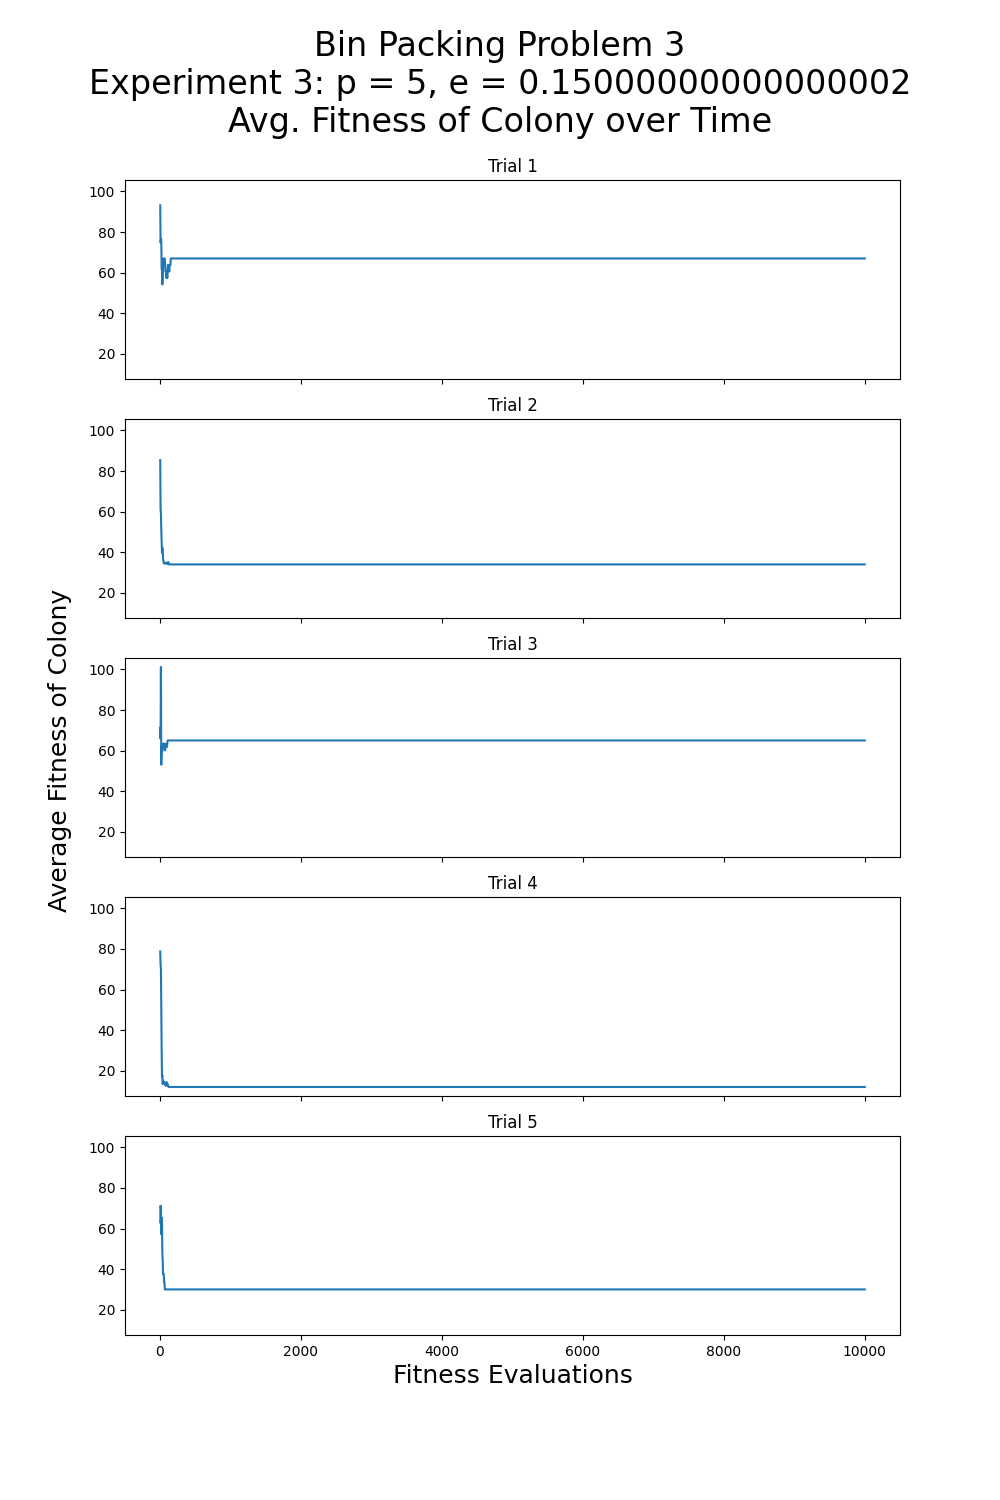 Bin Packing Problem 3
Experiment 3: p = 5, e = 0.15000000000000002
Avg. Fitness of Colony over Time
Trial 1
100
80
60
40
20
Trial 2
100
80
60
40
20
Trial 3
100
80
60
40
20
Trial 4
100
80
60
40
20
Trial 5
100
80
60
40
20
0 2000 4000 6000 8000 10000
Fitness Evaluations
Average Fitness of Colony